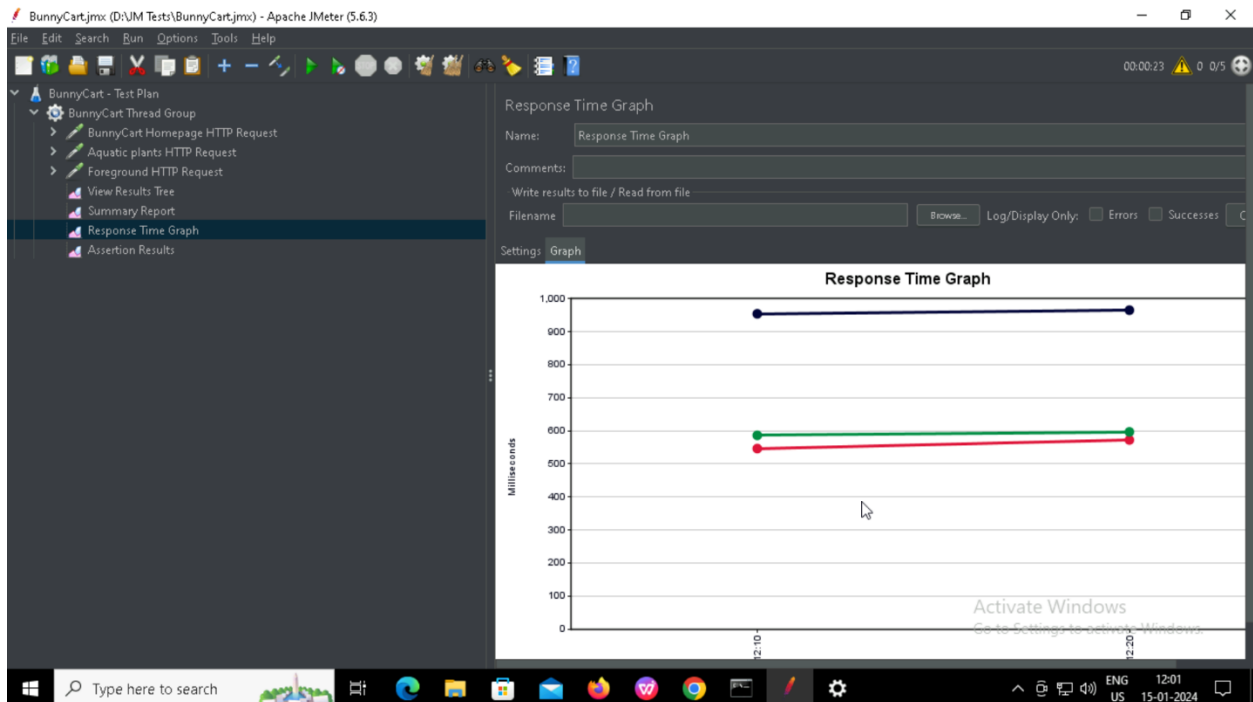 BunnyCart.jmx (D:\JM Tests\BunnyCart.jmx) - Apache JMeter (5.6.3)
File Edit Search Run Options Tools Help
00:00:23 0 0/5
BunnyCart - Test Plan
BunnyCart Thread Group
BunnyCart Homepage HTTP Request
Aquatic plants HTTP Request
Foreground HTTP Request
View Results Tree
Summary Report
Response Time Graph
Assertion Results
Response Time Graph
Name: Response Time Graph
Comments:
Write results to file / Read from file
Filename Browse... Log/Display Only: Errors Successes C
Settings Graph
Response Time Graph
1,000
900
800
700
600
500
400
300
200
100
0
Milliseconds
12:10
12:20
Activate Windows
Go to Settings to activate Windows.
Type here to search
ENG
US
12:01
15-01-2024